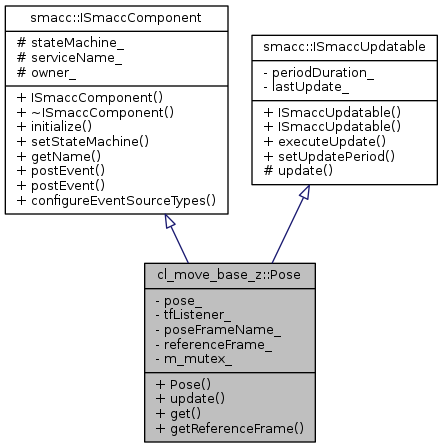 smacc::ISmaccComponent
# stateMachine_
# serviceName_
# owner_
+ ISmaccComponent()
+ ~ISmaccComponent()
+ initialize()
+ setStateMachine()
+ getName()
+ postEvent()
+ postEvent()
+ configureEventSourceTypes()
smacc::ISmaccUpdatable
- periodDuration_
- lastUpdate_
+ ISmaccUpdatable()
+ ISmaccUpdatable()
+ executeUpdate()
+ setUpdatePeriod()
# update()
cl_move_base_z::Pose
- pose_
- tfListener_
- poseFrameName_
- referenceFrame_
- m_mutex_
+ Pose()
+ update()
+ get()
+ getReferenceFrame()